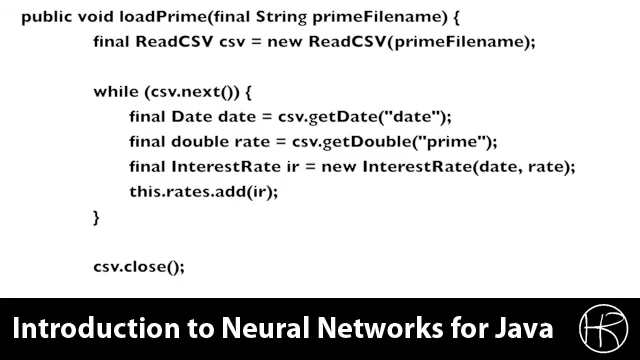 public void loadPrime(final String primeFilename) {
final ReadCSV csv = new ReadCSV(primeFilename);
while (csv.next()) {
final Date date = csv.getDate("date");
final double rate = csv.getDouble("prime");
final InterestRate ir = new InterestRate(date, rate);
this.rates.add(ir);
}
csv.close();
Introduction to Neural Networks for Java
HR